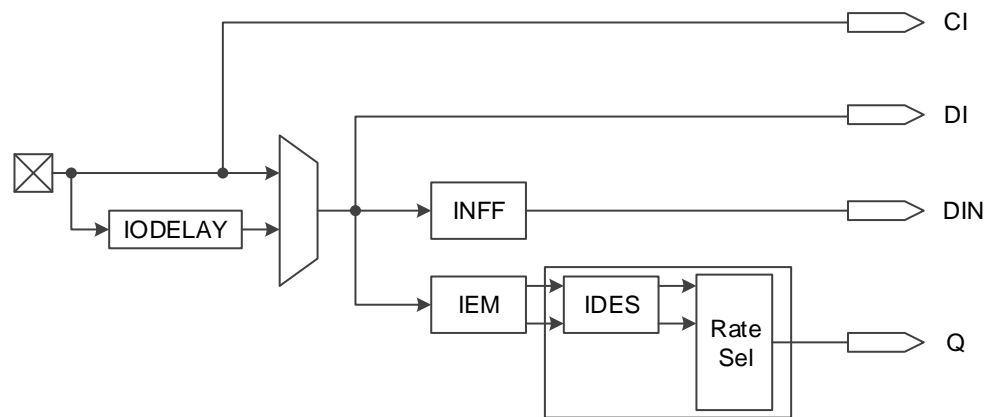 CI
DI
IODELAY
INFF
DIN
IEM
IDES
Rate
Sel
Q